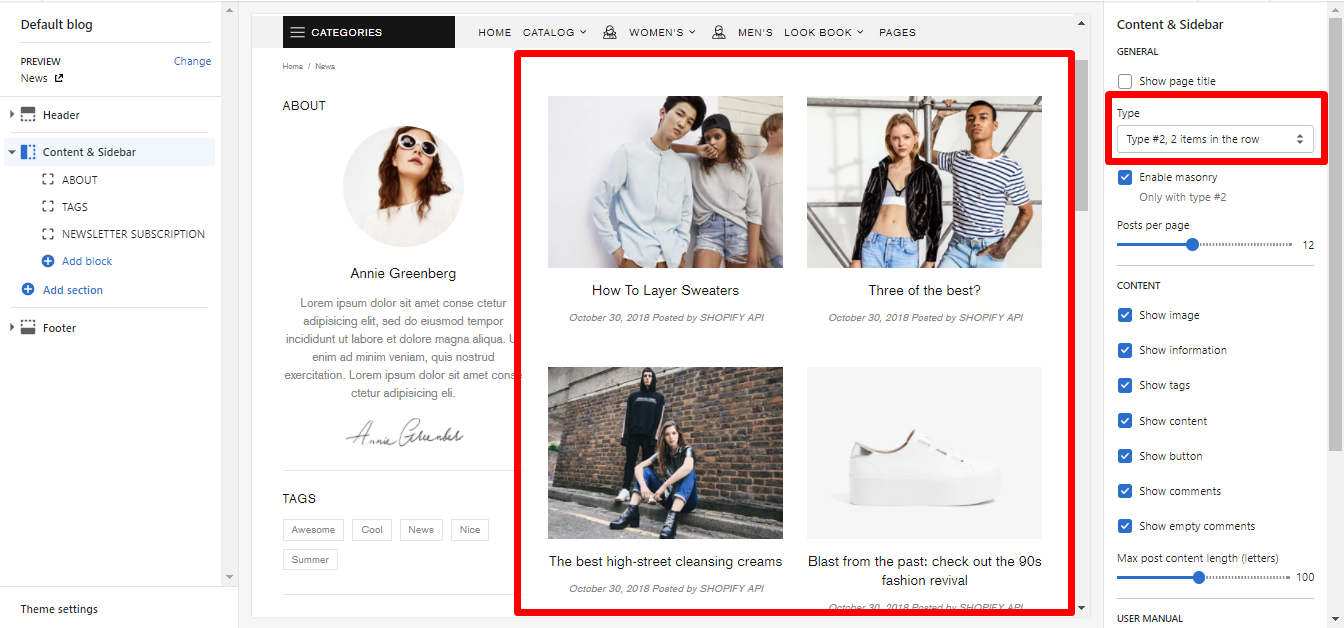 Default blog
PREVIEW
Change
News
Header
Content & Sidebar
ABOUT
TAGS
NEWSLETTER SUBSCRIPTION
Add block
Add section
Footer
Theme settings
CATEGORIES
HOME
CATALOG
WOMEN'S
MEN'S
LOOK BOOK
PAGES
Home / News
ABOUT
Annie Greenberg
Lorem ipsum dolor sit amet conse ctetur
adipisicing elit, sed do eiusmod tempor
incididunt ut labore et dolore magna aliqua. U
enim ad minim veniam, quis nostrud
exercitation. Lorem ipsum dolor sit amet conse
ctetur adipisicing eli.
Annie Greenber
TAGS
Awesome
Cool
News
Nice
Summer
How To Layer Sweaters
October 30, 2018 Posted by SHOPIFY API
Three of the best?
October 30, 2018 Posted by SHOPIFY API
The best high-street cleansing creams
October 30, 2018 Posted by SHOPIFY API
Blast from the past: check out the 90s
fashion revival
October 30, 2018 Posted by SHOPIFY API
Content & Sidebar
GENERAL
Show page title
Type
Type #2, 2 items in the row
Enable masonry
Only with type #2
Posts per page
12
CONTENT
Show image
Show information
Show tags
Show content
Show button
Show comments
Show empty comments
Max post content length (letters)
100
USER MANUAL